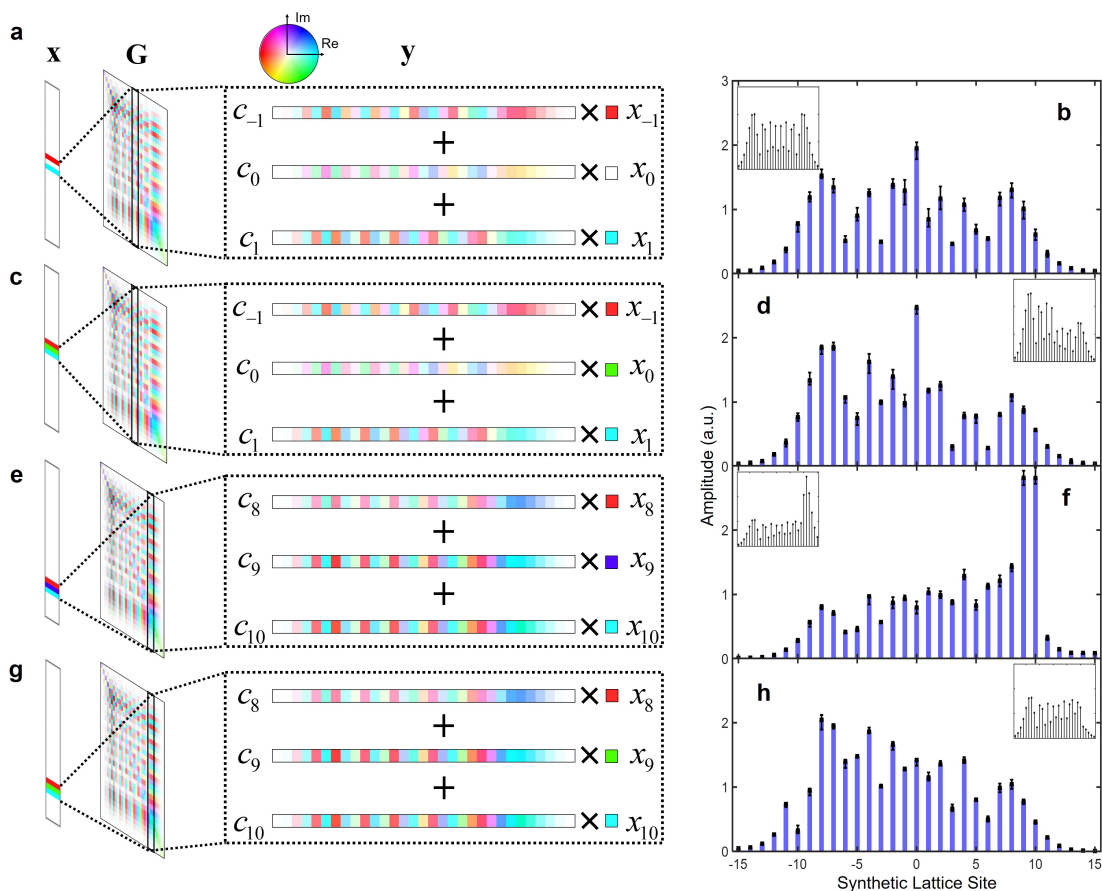 a
x
G
Im
Re
y
c₋₁ × x₋₁
+
c₀ × x₀
+
c₁ × x₁
c
c₋₁ × x₋₁
+
c₀ × x₀
+
c₁ × x₁
e
c₈ × x₈
+
c₉ × x₉
+
c₁₀ × x₁₀
g
c₈ × x₈
+
c₉ × x₉
+
c₁₀ × x₁₀
Amplitude (a.u.)
3
b
2
1
0
d
2
1
0
f
2
1
0
h
2
1
0
-15 -10 -5 0 5 10 15
Synthetic Lattice Site